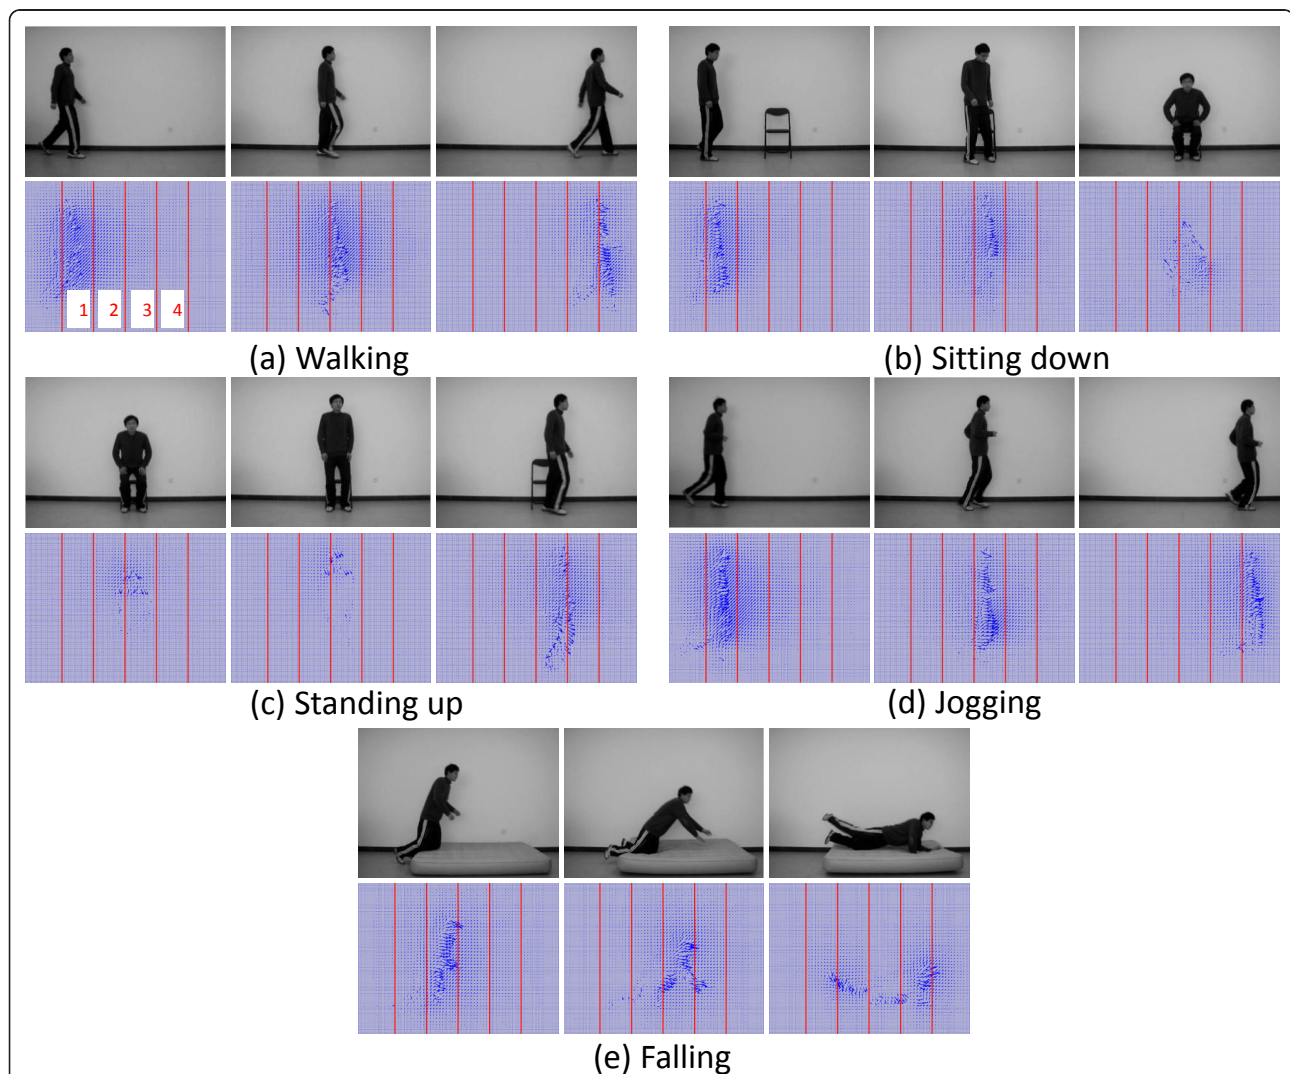 1 2 3 4
(a) Walking
(b) Sitting down
(c) Standing up
(d) Jogging
(e) Falling